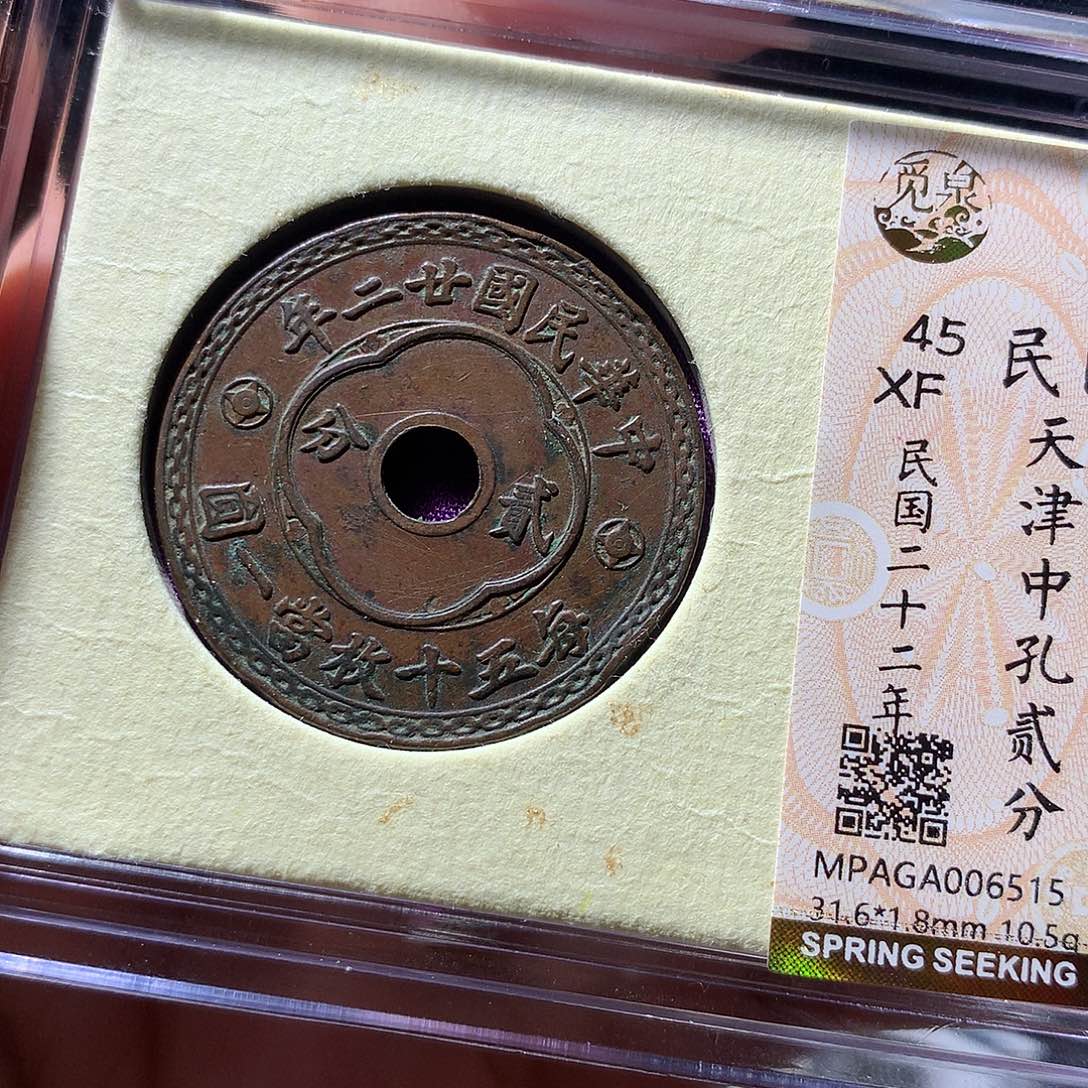 中華民國廿二年
貳分
每五十枚當一圓
觅泉
45
XF
民国二十二年
民
天津中孔贰分
MPAGA006515
31.6*1.8mm 10.5g
SPRING SEEKING